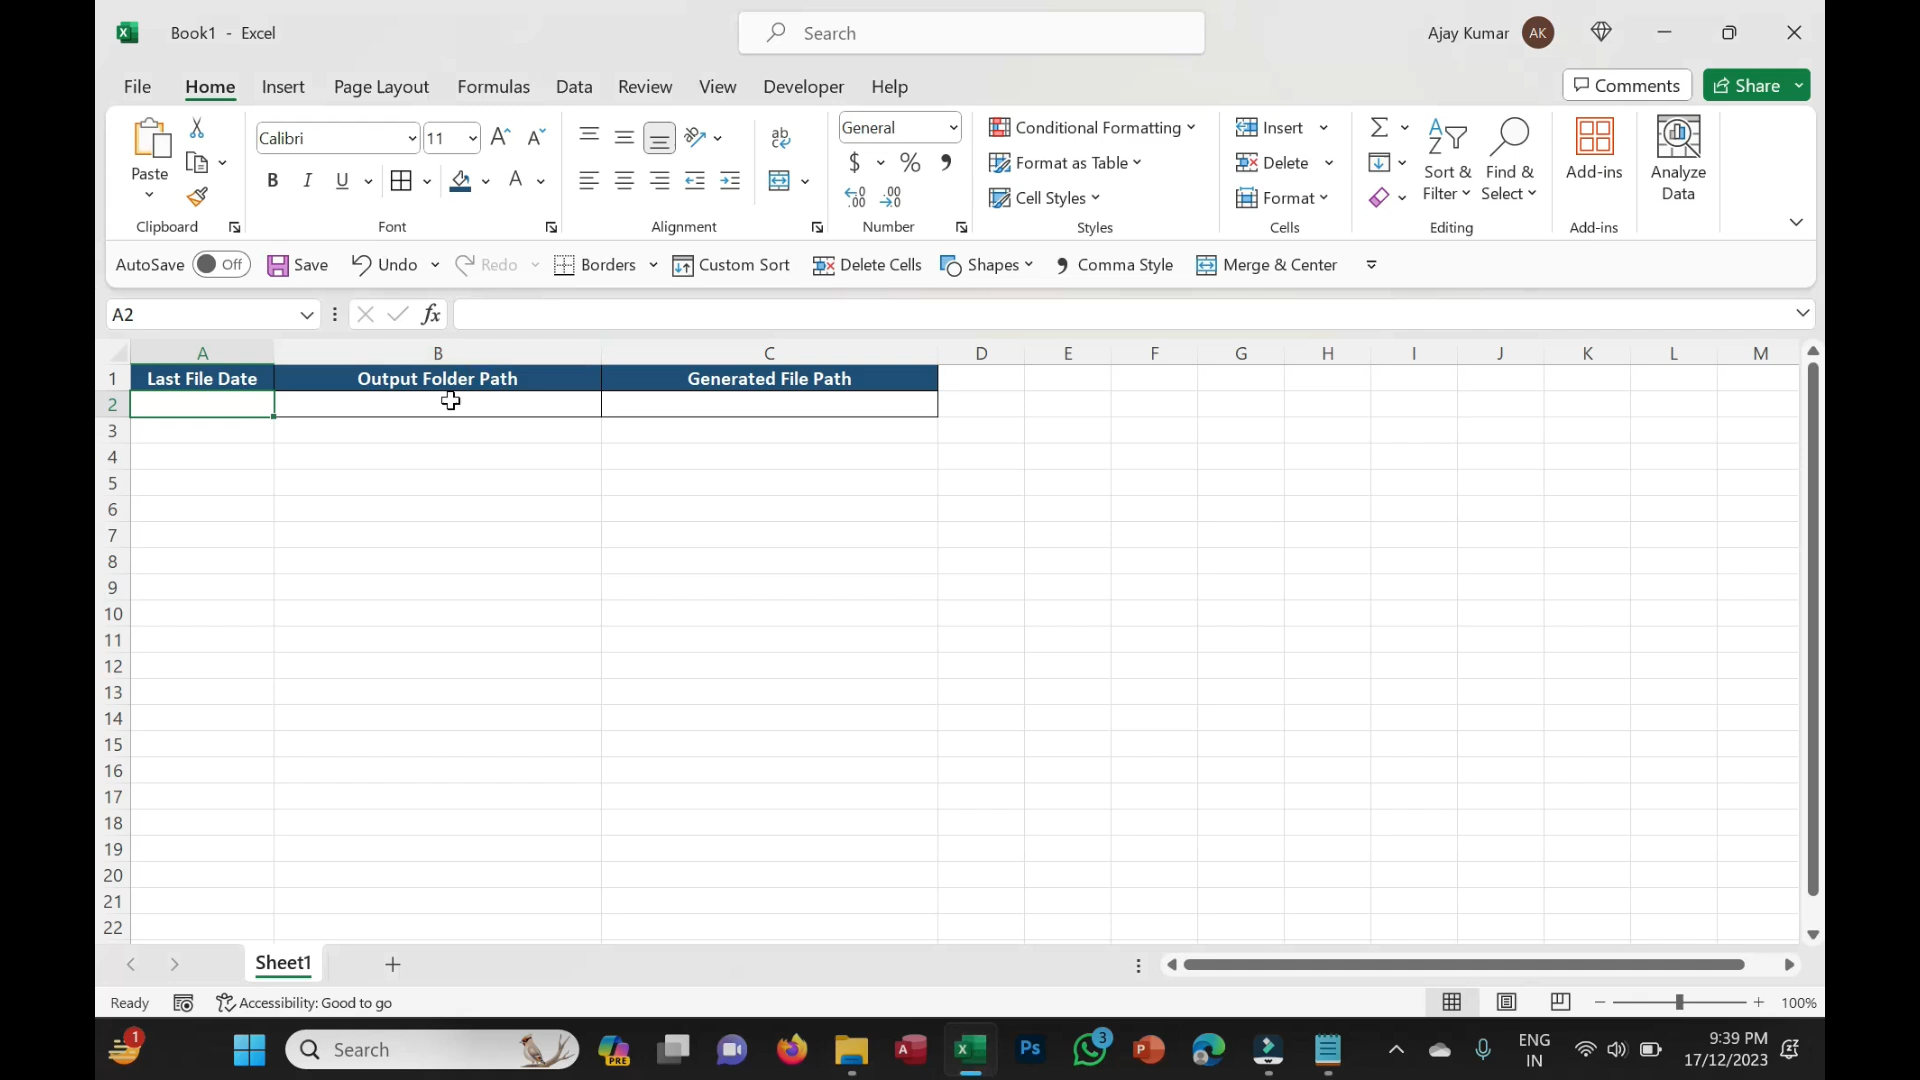 Book1 - Excel
Search
Ajay Kumar AK
File Home Insert Page Layout Formulas Data Review View Developer Help
Comments Share
Paste
Clipboard
Calibri 11
B I U A
Font
ab
Alignment
General
$ %
Number
Conditional Formatting
Format as Table
Cell Styles
Styles
Insert
Delete
Format
Cells
Sort & Filter
Find & Select
Editing
Add-ins
Add-ins
Analyze Data
AutoSave Off Save Undo Redo Borders Custom Sort Delete Cells Shapes Comma Style Merge & Center
A2 fx
A B C D E F G H I J K L M
1 Last File Date Output Folder Path Generated File Path
2
3
4
5
6
7
8
9
10
11
12
13
14
15
16
17
18
19
20
21
22
Sheet1
Ready Accessibility: Good to go 100%
1 Search PRE A X Ps 3 P ENG IN 9:39 PM 17/12/2023